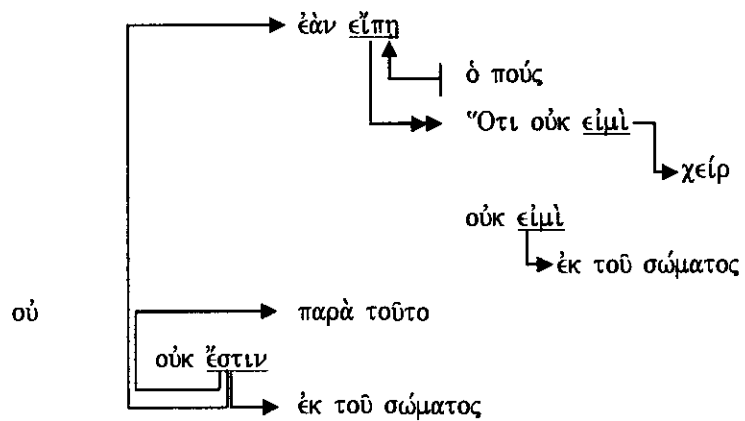 ἐὰν εἴπῃ
ὁ πούς
Ὅτι οὐκ εἰμὶ
χείρ
οὐκ εἰμὶ
ἐκ τοῦ σώματος
οὐ παρὰ τοῦτο
οὐκ ἔστιν
ἐκ τοῦ σώματος